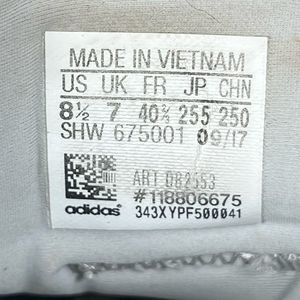 MADE IN VIETNAM
US UK FR JP CHN
8½ 7 40⅔ 255 250
SHW 675001 09/17
ART DB2553
#118806675
adidas 343XYPF500041